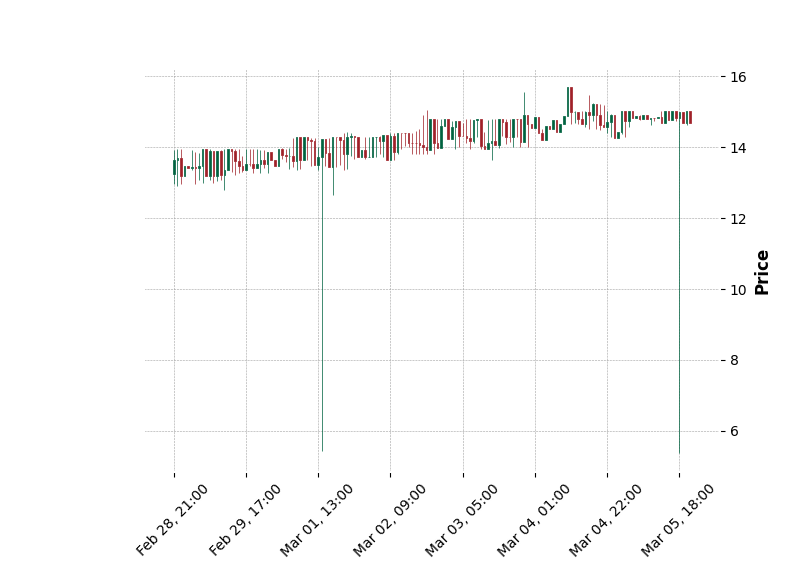 16
14
12
10
8
6
Price
Feb 28, 21:00
Feb 29, 17:00
Mar 01, 13:00
Mar 02, 09:00
Mar 03, 05:00
Mar 04, 01:00
Mar 04, 22:00
Mar 05, 18:00